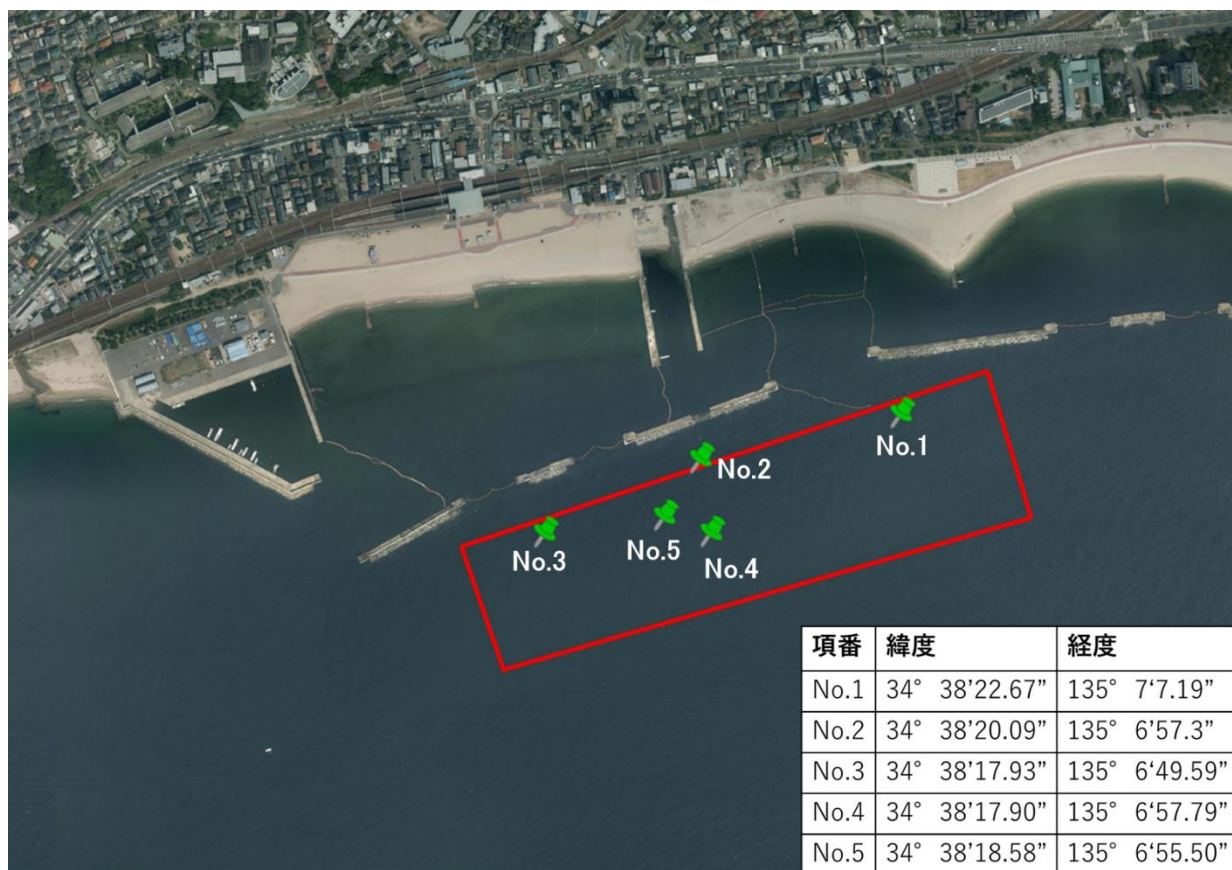 No.1
No.2
No.3
No.5
No.4
項番 緯度 経度
No.1 34° 38’22.67” 135° 7‘7.19”
No.2 34° 38’20.09” 135° 6’57.3”
No.3 34° 38’17.93” 135° 6‘49.59”
No.4 34° 38’17.90” 135° 6‘57.79”
No.5 34° 38’18.58” 135° 6’55.50”